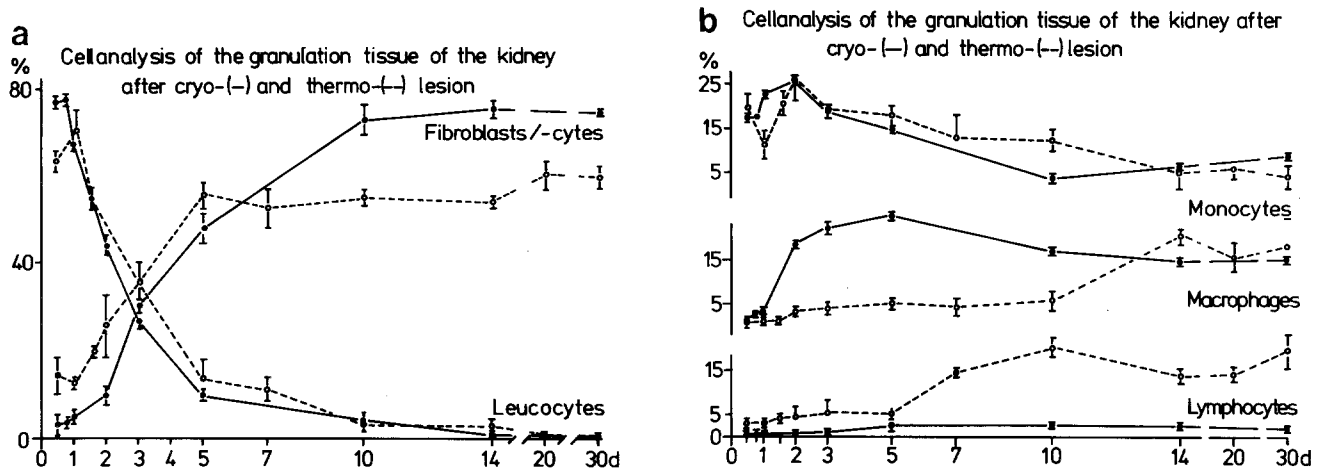 a
Cellanalysis of the granulation tissue of the kidney
after cryo-(–) and thermo-(--) lesion
%
80
40
0
Fibroblasts/-cytes
Leucocytes
0 1 2 3 4 5 7 10 14 20 30d
b
Cellanalysis of the granulation tissue of the kidney after
cryo-(–) and thermo-(--) lesion
%
25
15
5
Monocytes
15
5
Macrophages
15
5
0
Lymphocytes
0 1 2 3 5 7 10 14 20 30d